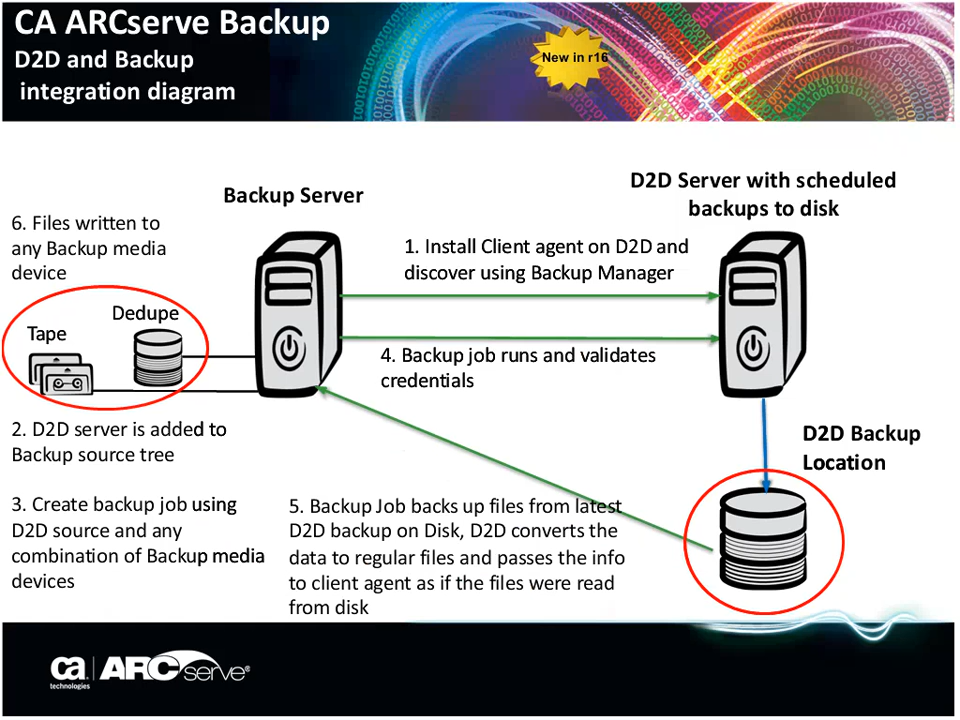 CA ARCserve Backup
D2D and Backup
integration diagram
New in r16
Backup Server
D2D Server with scheduled
backups to disk
6. Files written to
any Backup media
device
1. Install Client agent on D2D and
discover using Backup Manager
Dedupe
Tape
4. Backup job runs and validates
credentials
2. D2D server is added to
Backup source tree
D2D Backup
Location
3. Create backup job using
D2D source and any
combination of Backup media
devices
5. Backup Job backs up files from latest
D2D backup on Disk, D2D converts the
data to regular files and passes the info
to client agent as if the files were read
from disk
ca
technologies
ARCserve®